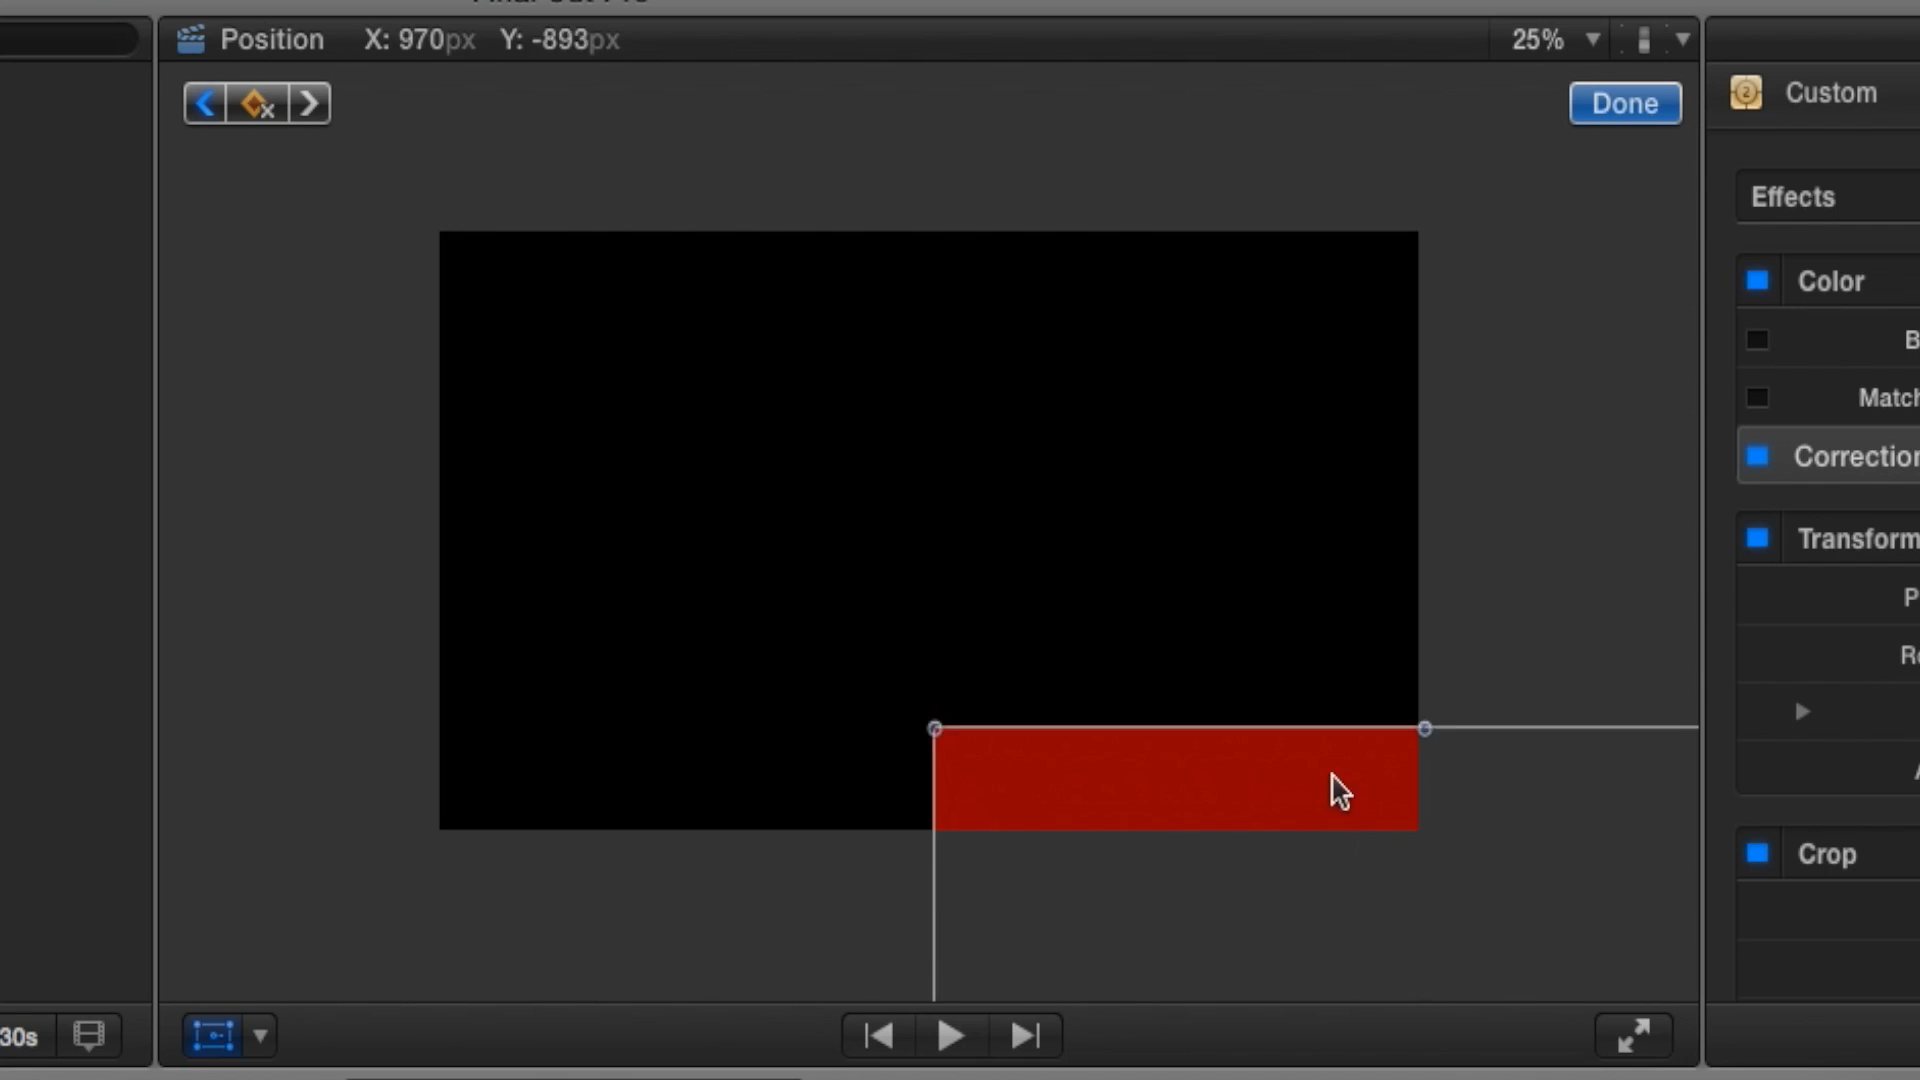 Position X: 970px Y: -893px
25%
Done
Custom
Effects
Color
Correction
Transform
Crop
30s